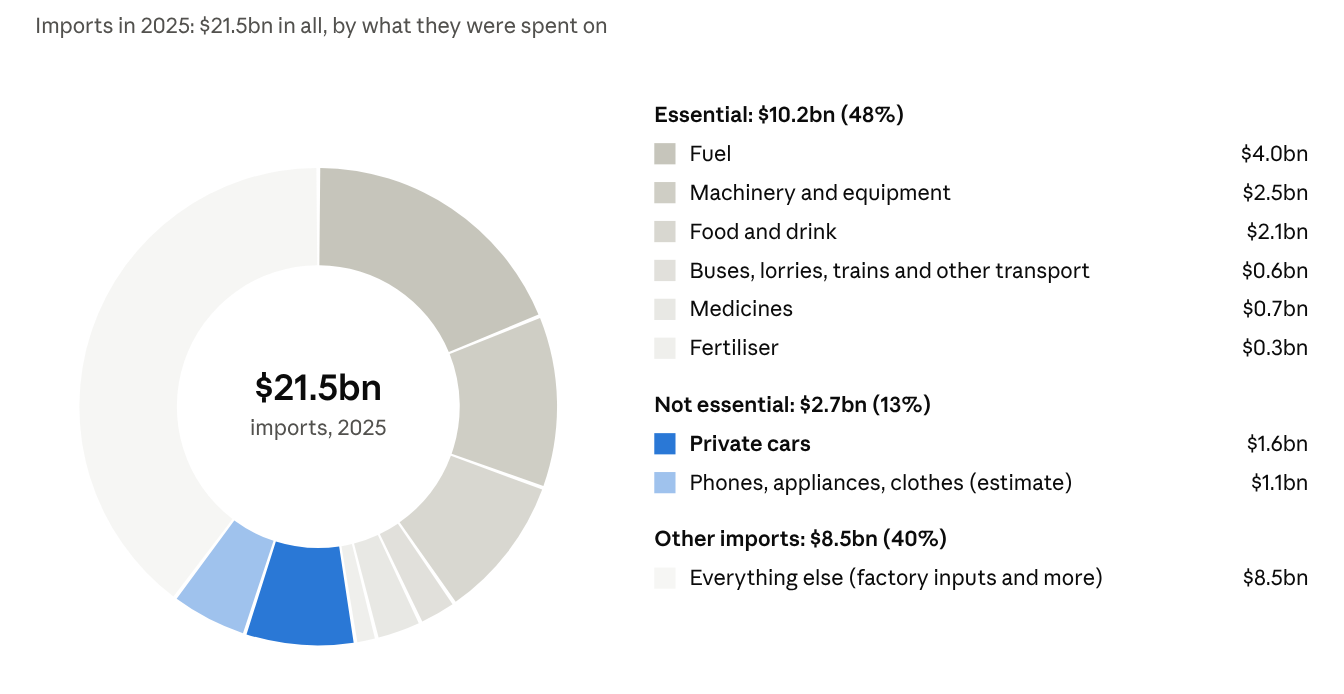 Imports in 2025: $21.5bn in all, by what they were spent on
$21.5bn
imports, 2025
Essential: $10.2bn (48%)
Fuel $4.0bn
Machinery and equipment $2.5bn
Food and drink $2.1bn
Buses, lorries, trains and other transport $0.6bn
Medicines $0.7bn
Fertiliser $0.3bn
Not essential: $2.7bn (13%)
Private cars $1.6bn
Phones, appliances, clothes (estimate) $1.1bn
Other imports: $8.5bn (40%)
Everything else (factory inputs and more) $8.5bn